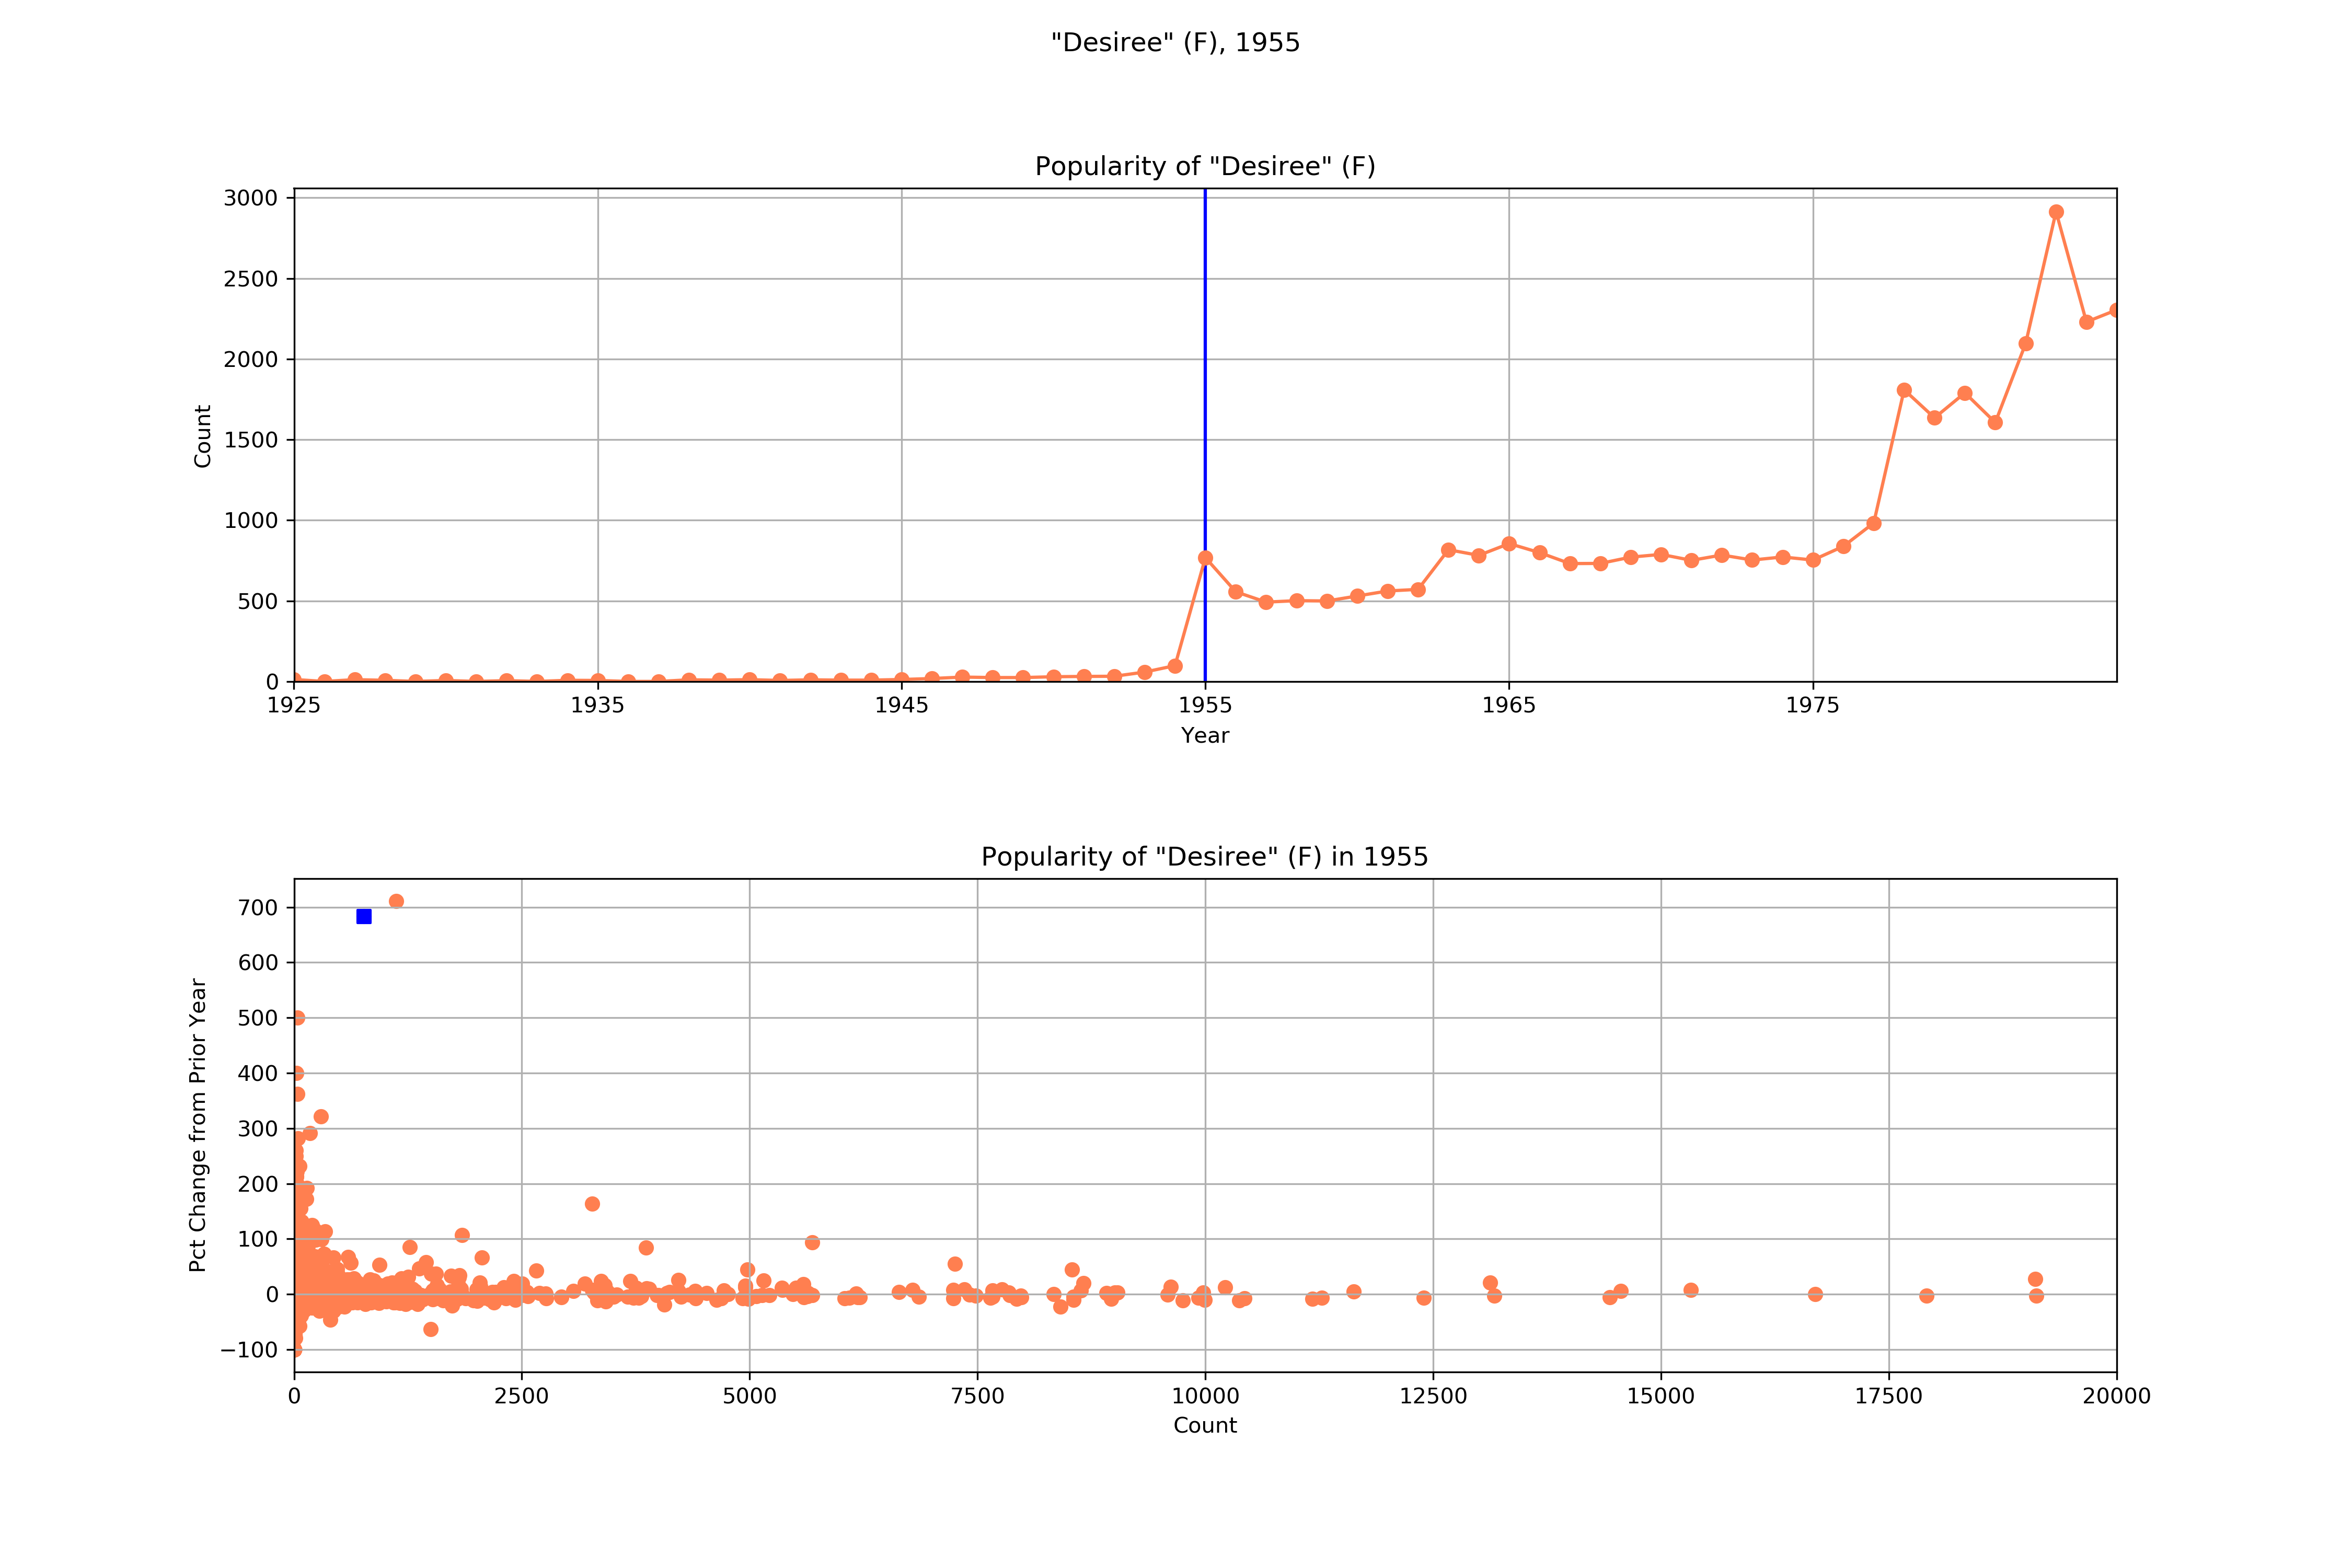 "Desiree" (F), 1955
Popularity of "Desiree" (F)
3000
2500
2000
1500
1000
500
0
Count
1925 1935 1945 1955 1965 1975
Year
Popularity of "Desiree" (F) in 1955
700
600
500
400
300
200
100
0
−100
Pct Change from Prior Year
0 2500 5000 7500 10000 12500 15000 17500 20000
Count